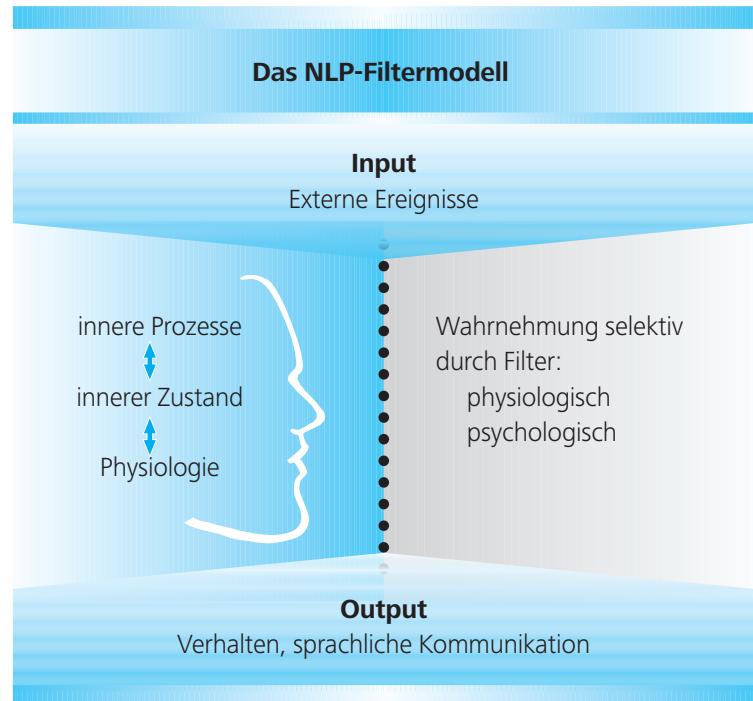 Das NLP-Filtermodell
Input
Externe Ereignisse
innere Prozesse
innerer Zustand
Physiologie
Wahrnehmung selektiv
durch Filter:
physiologisch
psychologisch
Output
Verhalten, sprachliche Kommunikation